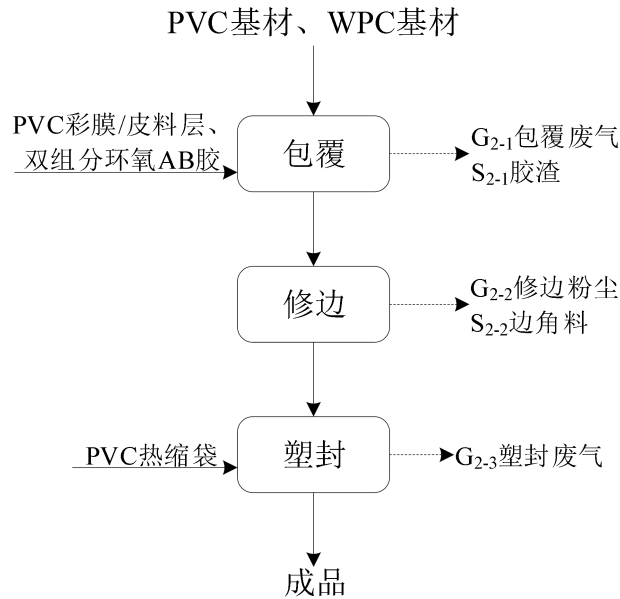 PVC基材、WPC基材
PVC彩膜/皮料层、
双组分环氧AB胶
包覆
G2-1包覆废气
S2-1胶渣
修边
G2-2修边粉尘
S2-2边角料
PVC热缩袋
塑封
G2-3塑封废气
成品